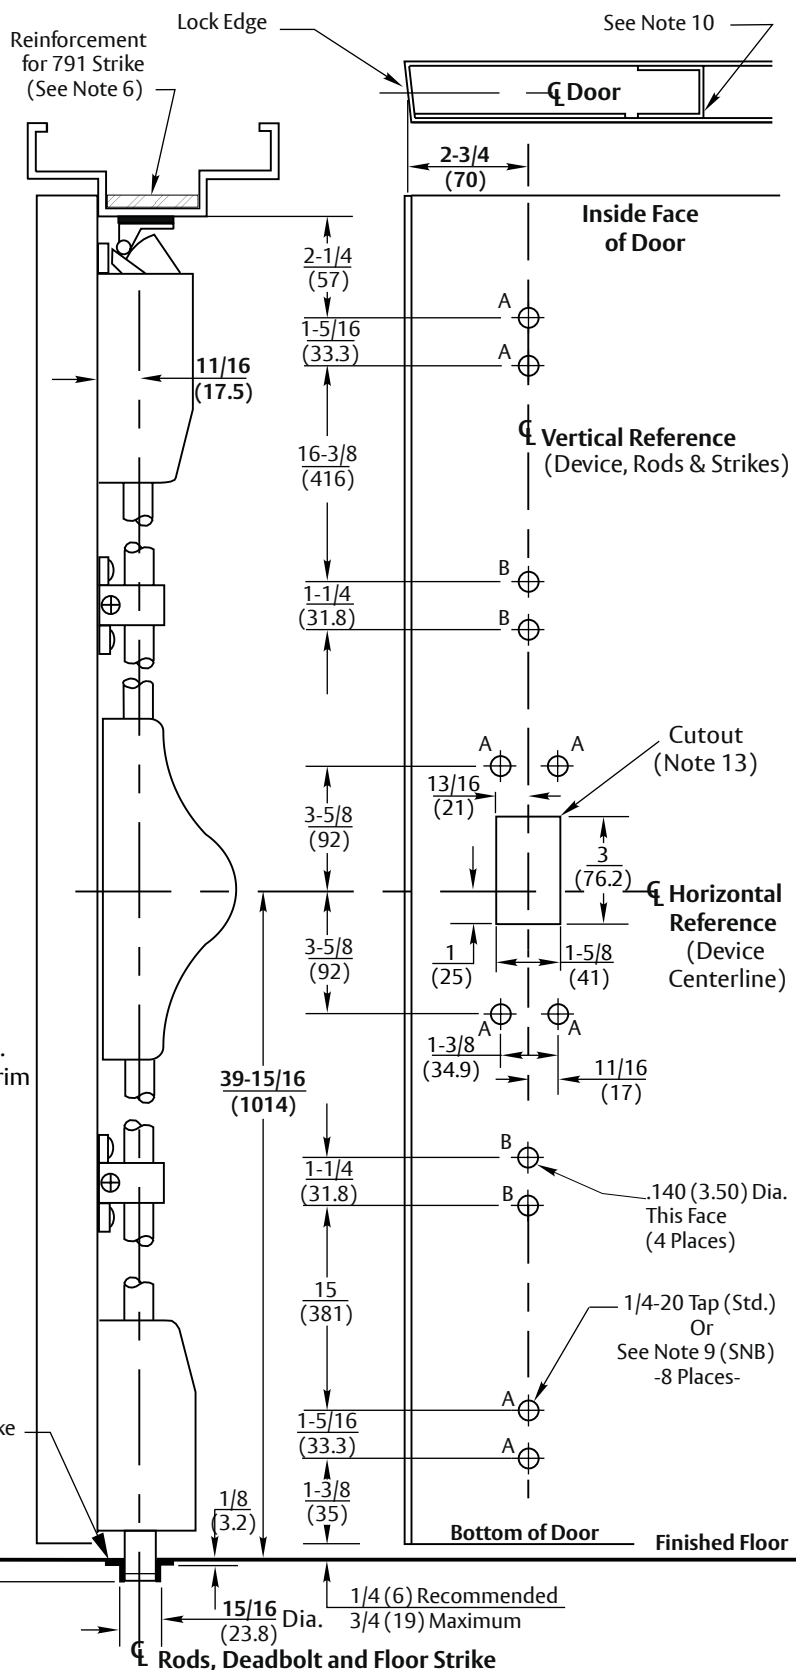 Lock Edge
See Note 10
Reinforcement
for 791 Strike
(See Note 6)
℄ Door
2-3/4
(70)
Inside Face
of Door
2-1/4
(57)
A
1-5/16
(33.3)
A
11/16
(17.5)
℄ Vertical Reference
(Device, Rods & Strikes)
16-3/8
(416)
B
1-1/4
(31.8)
B
Cutout
(Note 13)
A
A
13/16
(21)
3-5/8
(92)
3
(76.2)
℄ Horizontal
Reference
(Device
Centerline)
3-5/8
(92)
1
(25)
1-5/8
(41)
A
A
1-3/8
(34.9)
11/16
(17)
.
rim
39-15/16
(1014)
B
1-1/4
(31.8)
B
.140 (3.50) Dia.
This Face
(4 Places)
15
(381)
1/4-20 Tap (Std.)
Or
See Note 9 (SNB)
-8 Places-
A
1-5/16
(33.3)
A
ke
1-3/8
(35)
1/8
(3.2)
Bottom of Door
Finished Floor
1/4 (6) Recommended
3/4 (19) Maximum
15/16 Dia.
(23.8)
℄ Rods, Deadbolt and Floor Strike